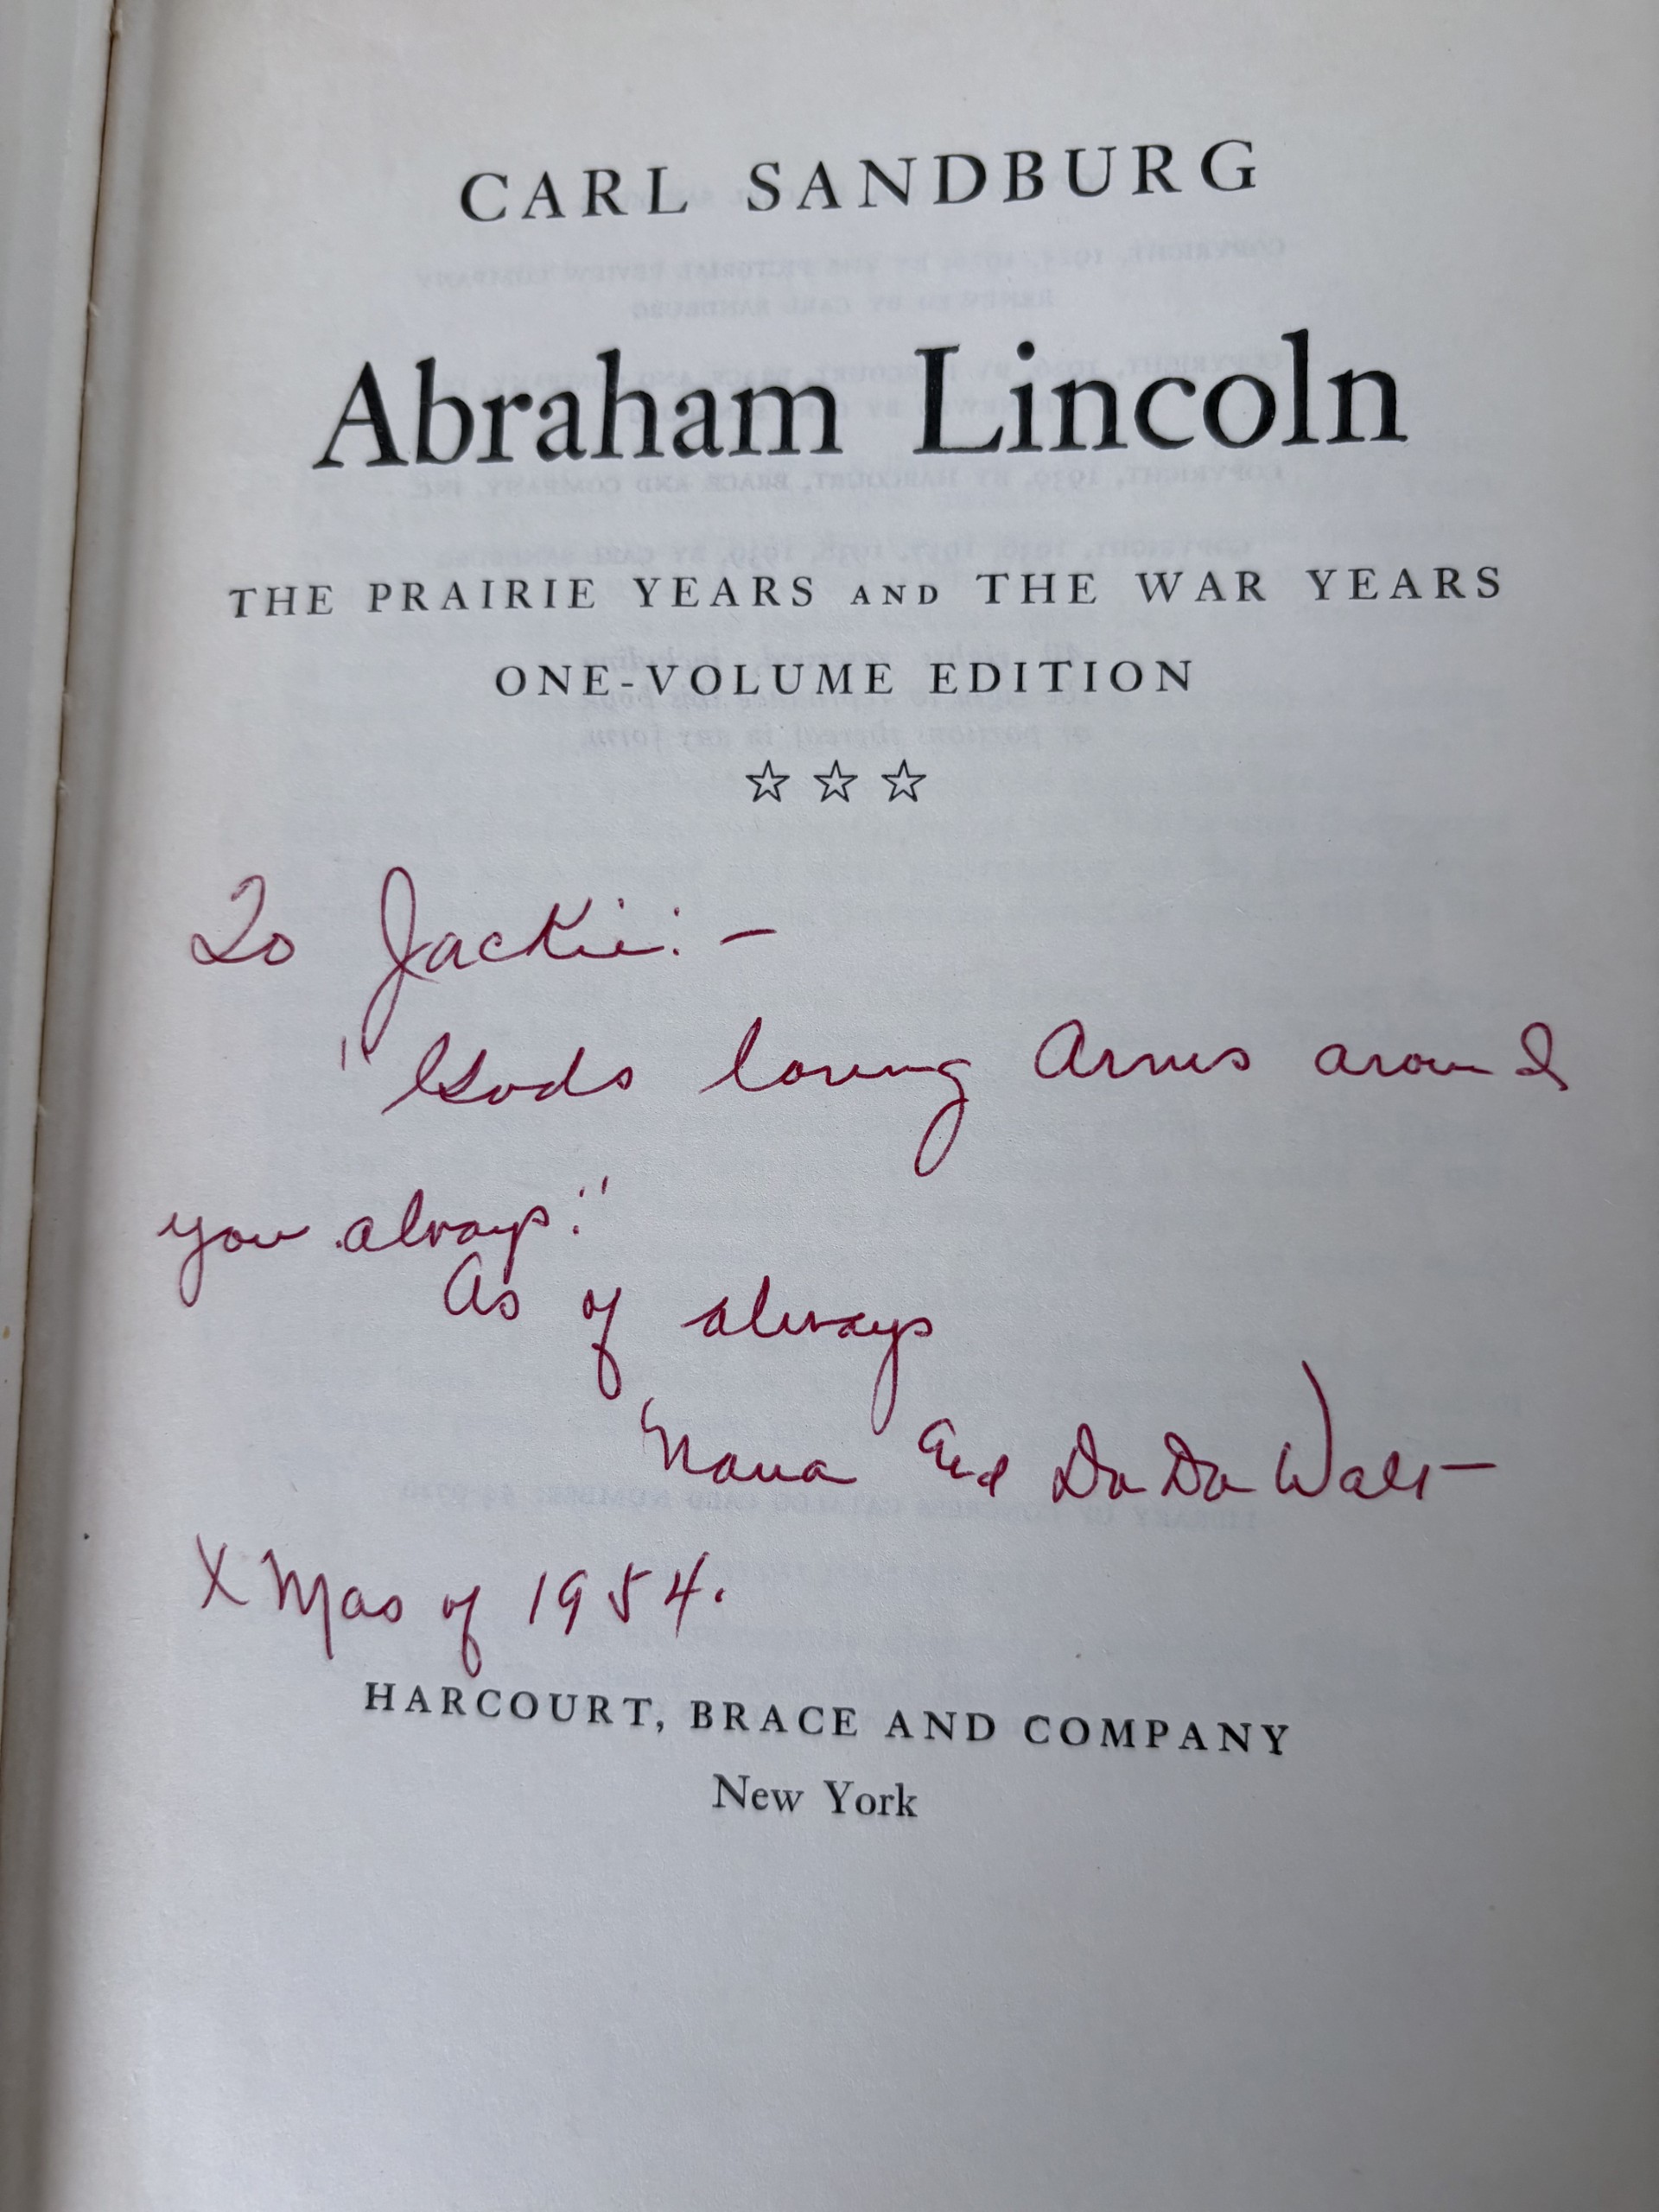 CARL SANDBURG
Abraham Lincoln
THE PRAIRIE YEARS AND THE WAR YEARS
ONE-VOLUME EDITION
☆ ☆ ☆
To Jackie:-
"Gods loving Arms around
you always."
As of always
Nana and Da Da Walt-
XMas of 1954.
HARCOURT, BRACE AND COMPANY
New York